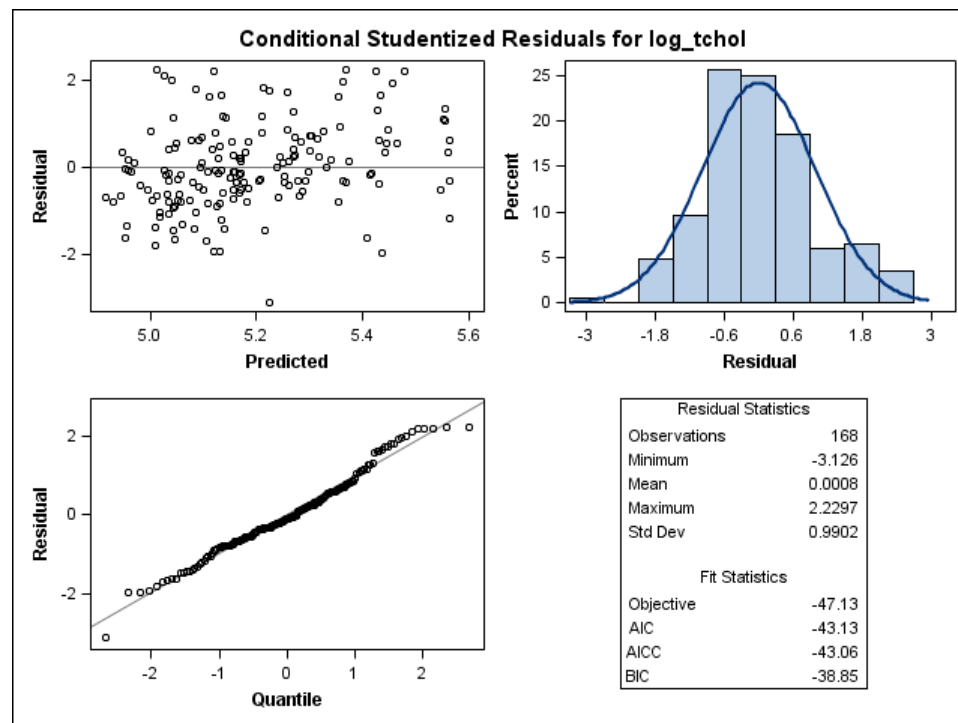 Conditional Studentized Residuals for log_tchol
2
0
-2
Residual
5.0 5.2 5.4 5.6
Predicted
25
20
15
10
5
0
Percent
-3 -1.8 -0.6 0.6 1.8 3
Residual
2
0
-2
Residual
-2 -1 0 1 2
Quantile
Residual Statistics
Observations 168
Minimum -3.126
Mean 0.0008
Maximum 2.2297
Std Dev 0.9902
Fit Statistics
Objective -47.13
AIC -43.13
AICC -43.06
BIC -38.85